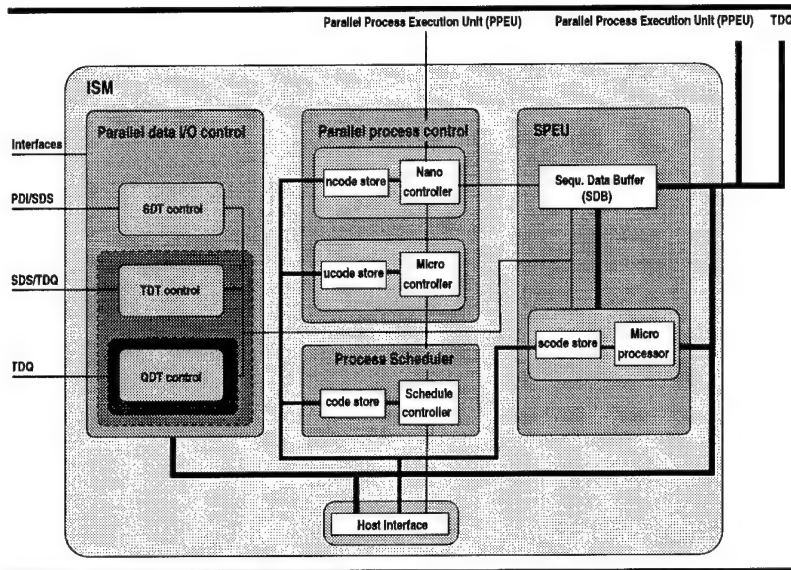 Parallel Process Execution Unit (PPEU)
Parallel Process Execution Unit (PPEU)
TDQ
ISM
Parallel data I/O control
Parallel process control
SPEU
Interfaces
ncode store
Nano
controller
Sequ. Data Buffer
(SDB)
PDI/SDS
SDT control
ucode store
Micro
controller
SDS/TDQ
TDT control
scode store
Micro
processor
Process Scheduler
TDQ
QDT control
code store
Schedule
controller
Host Interface